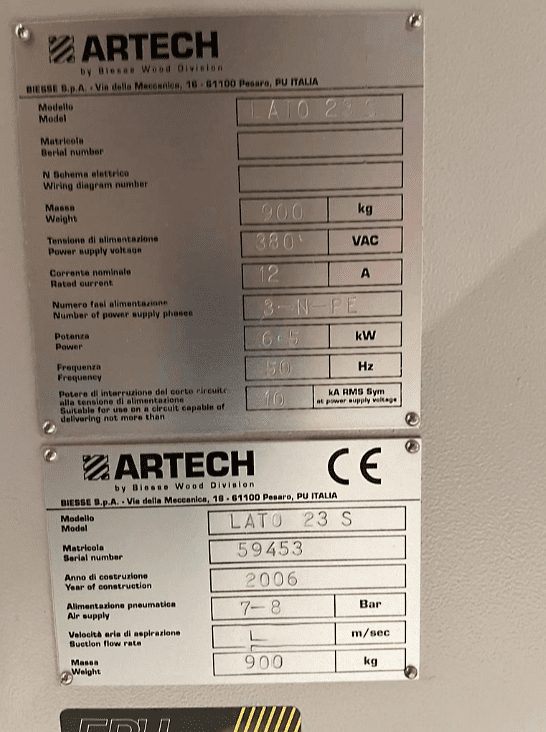 ARTECH
by Biesse Wood Division
BIESSE S.p.A. - Via della Meccanica, 16 - 61100 Pesaro, PU ITALIA
Modello
Model
LATO 23 S
Matricola
Serial number
N Schema elettrico
Wiring diagram number
Massa
Weight
900 kg
Tensione di alimentazione
Power supply voltage
380 VAC
Corrente nominale
Rated current
12 A
Numero fasi alimentazione
Number of power supply phases
3-N-PE
Potenza
Power
6.5 kW
Frequenza
Frequency
50 Hz
Potere di interruzione del corto circuito
alla tensione di alimentazione
Suitable for use on a circuit capable of
delivering not more than
10 kA RMS Sym
at power supply voltage
ARTECH CE
by Biesse Wood Division
BIESSE S.p.A. - Via della Meccanica, 16 - 61100 Pesaro, PU ITALIA
Modello
Model
LATO 23 S
Matricola
Serial number
59453
Anno di costruzione
Year of construction
2006
Alimentazione pneumatica
Air supply
7-8 Bar
Velocità aria di aspirazione
Suction flow rate
m/sec
Massa
Weight
900 kg